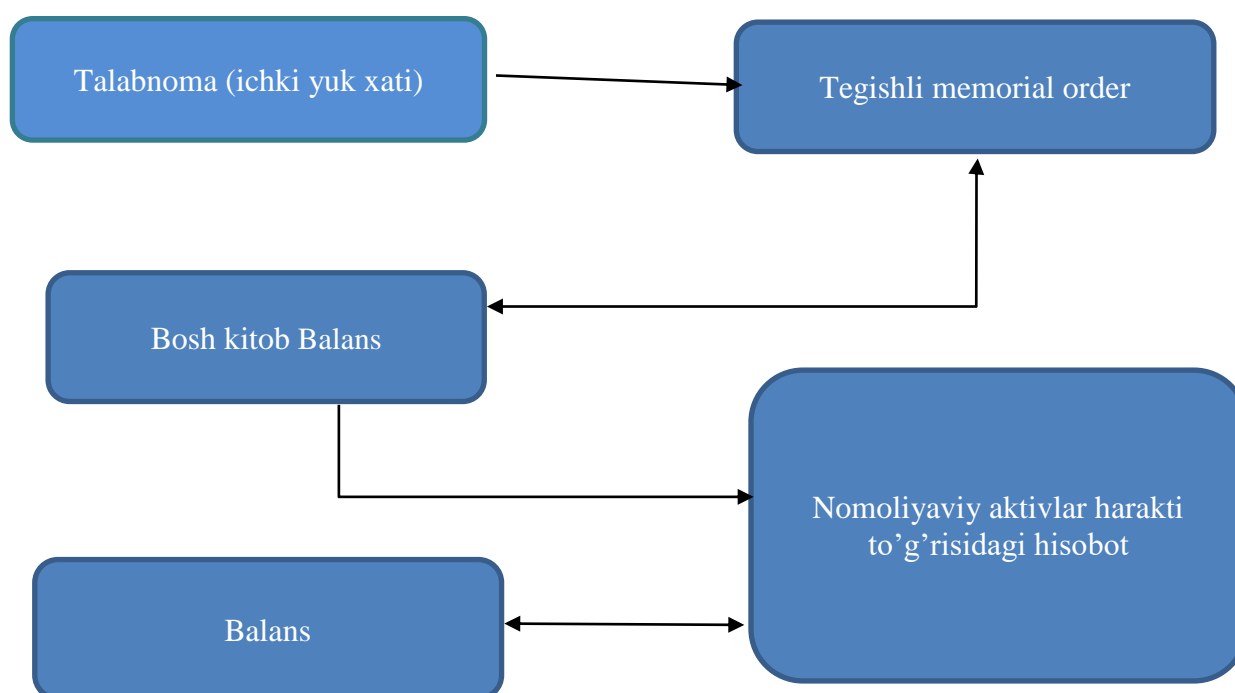 Talabnoma (ichki yuk xati)
Tegishli memorial order
Bosh kitob Balans
Nomoliyaviy aktivlar harakti
to’g’risidagi hisobot
Balans